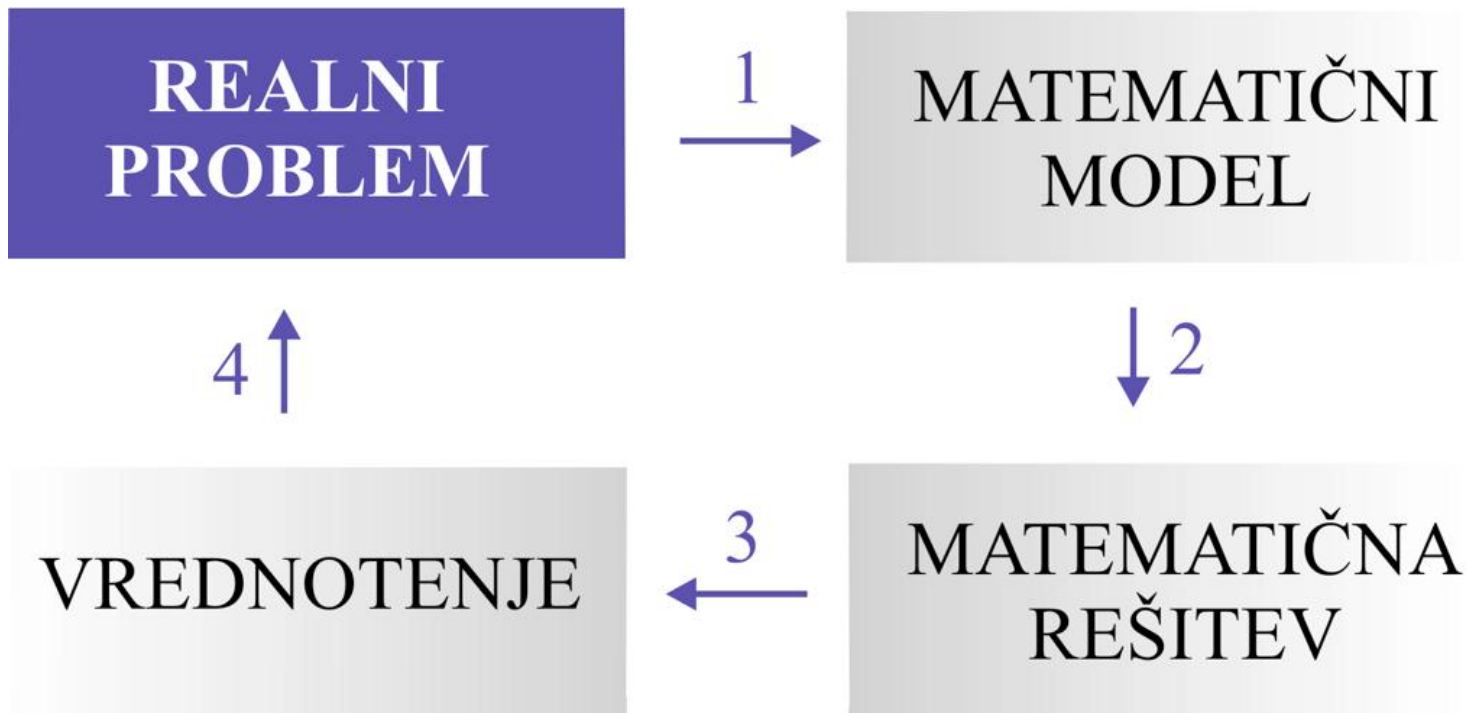 REALNI
PROBLEM
1
MATEMATIČNI
MODEL
4
2
VREDNOTENJE
3
MATEMATIČNA
REŠITEV